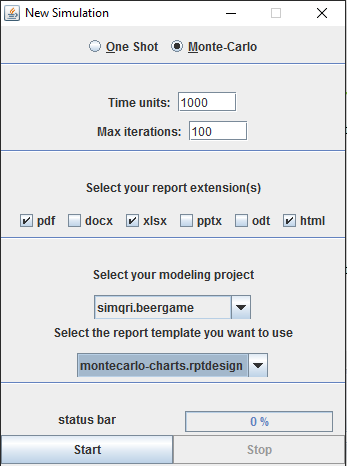 New Simulation
One Shot Monte-Carlo
Time units: 1000
Max iterations: 100
Select your report extension(s)
pdf docx xlsx pptx odt html
Select your modeling project
simqri.beergame
Select the report template you want to use
montecarlo-charts.rptdesign
status bar 0 %
Start Stop